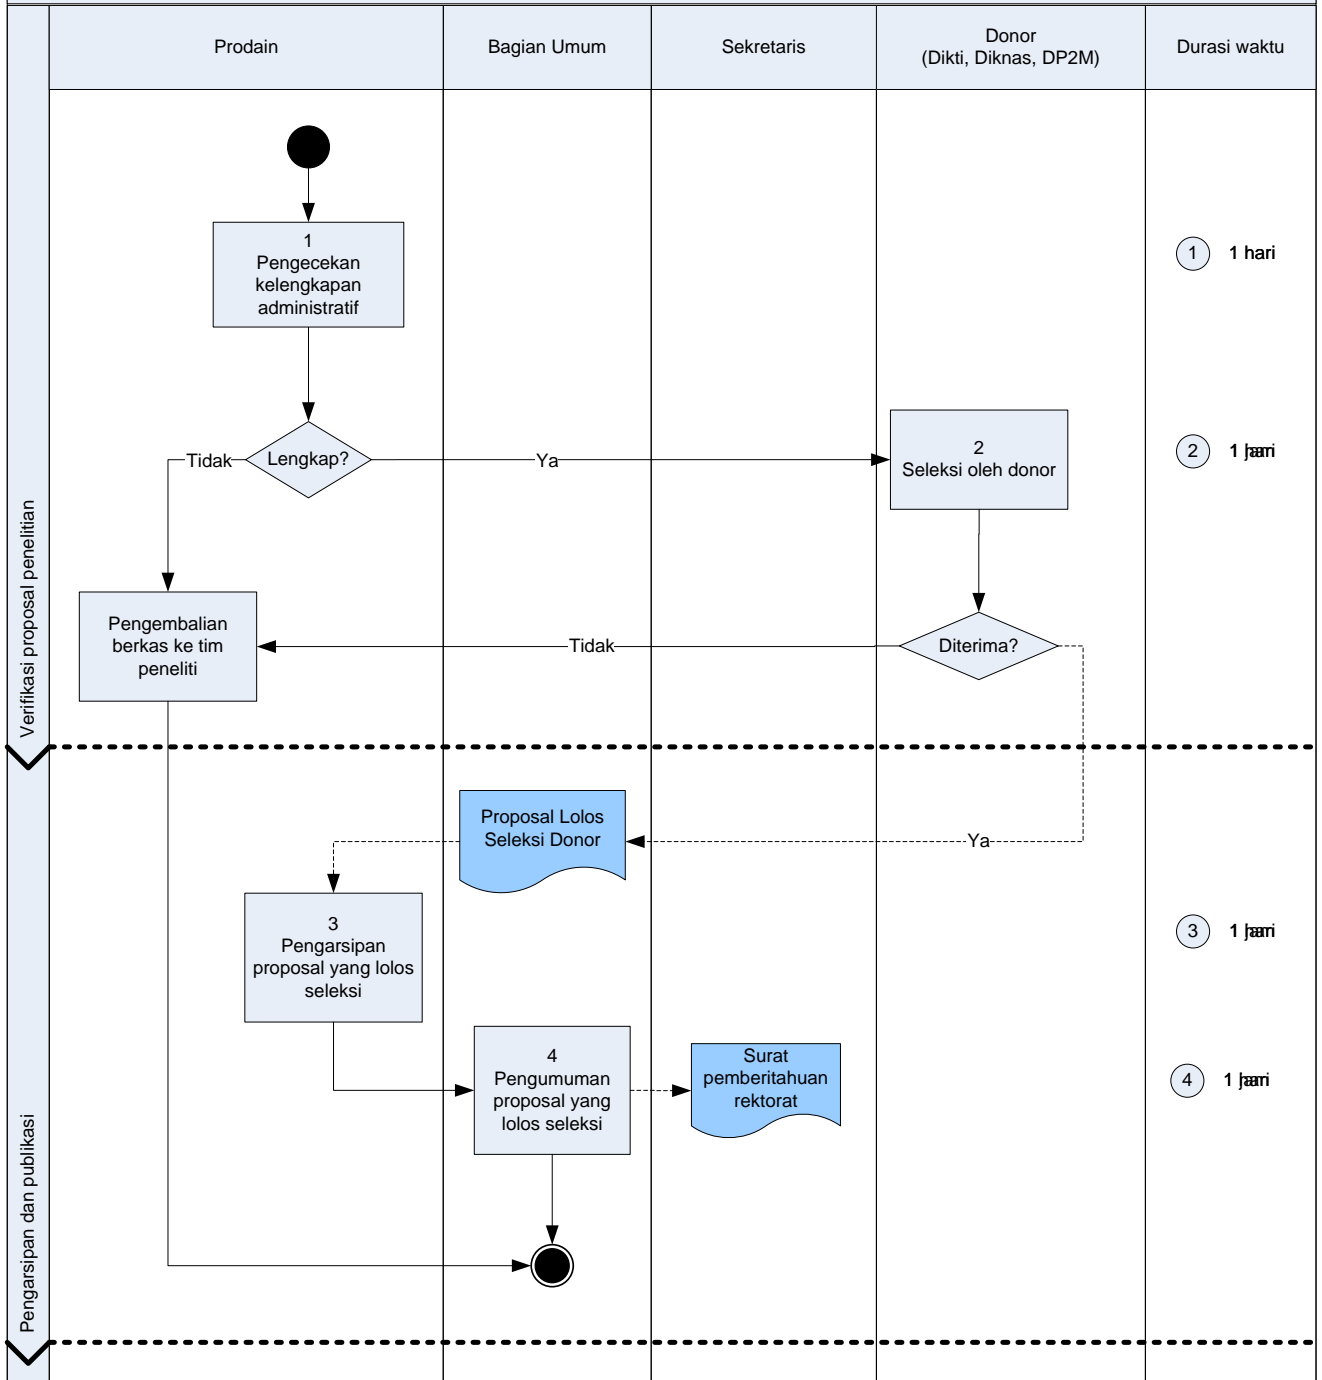 Prodain
Bagian Umum
Sekretaris
Donor
(Dikti, Diknas, DP2M)
Durasi waktu
Verifikasi proposal penelitian
1
Pengecekan
kelengkapan
administratif
1
1 hari
Lengkap?
Tidak
Ya
2
Seleksi oleh donor
2
1
Pengembalian
berkas ke tim
peneliti
Tidak
Diterima?
Pengarsipan dan publikasi
Proposal Lolos
Seleksi Donor
Ya
3
Pengarsipan
proposal yang lolos
seleksi
3
1
4
Pengumuman
proposal yang
lolos seleksi
Surat
pemberitahuan
rektorat
4
1